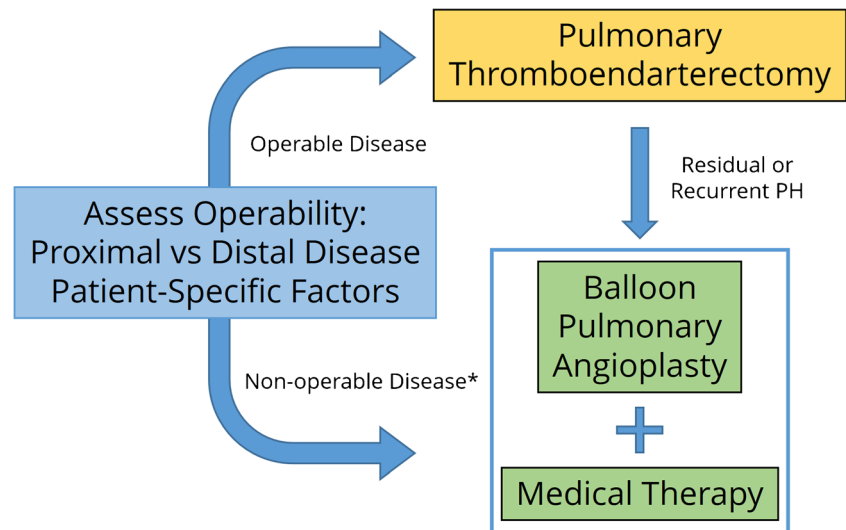 Pulmonary
Thromboendarterectomy
Operable Disease
Residual or
Recurrent PH
Assess Operability:
Proximal vs Distal Disease
Patient-Specific Factors
Balloon
Pulmonary
Angioplasty
Non-operable Disease*
Medical Therapy